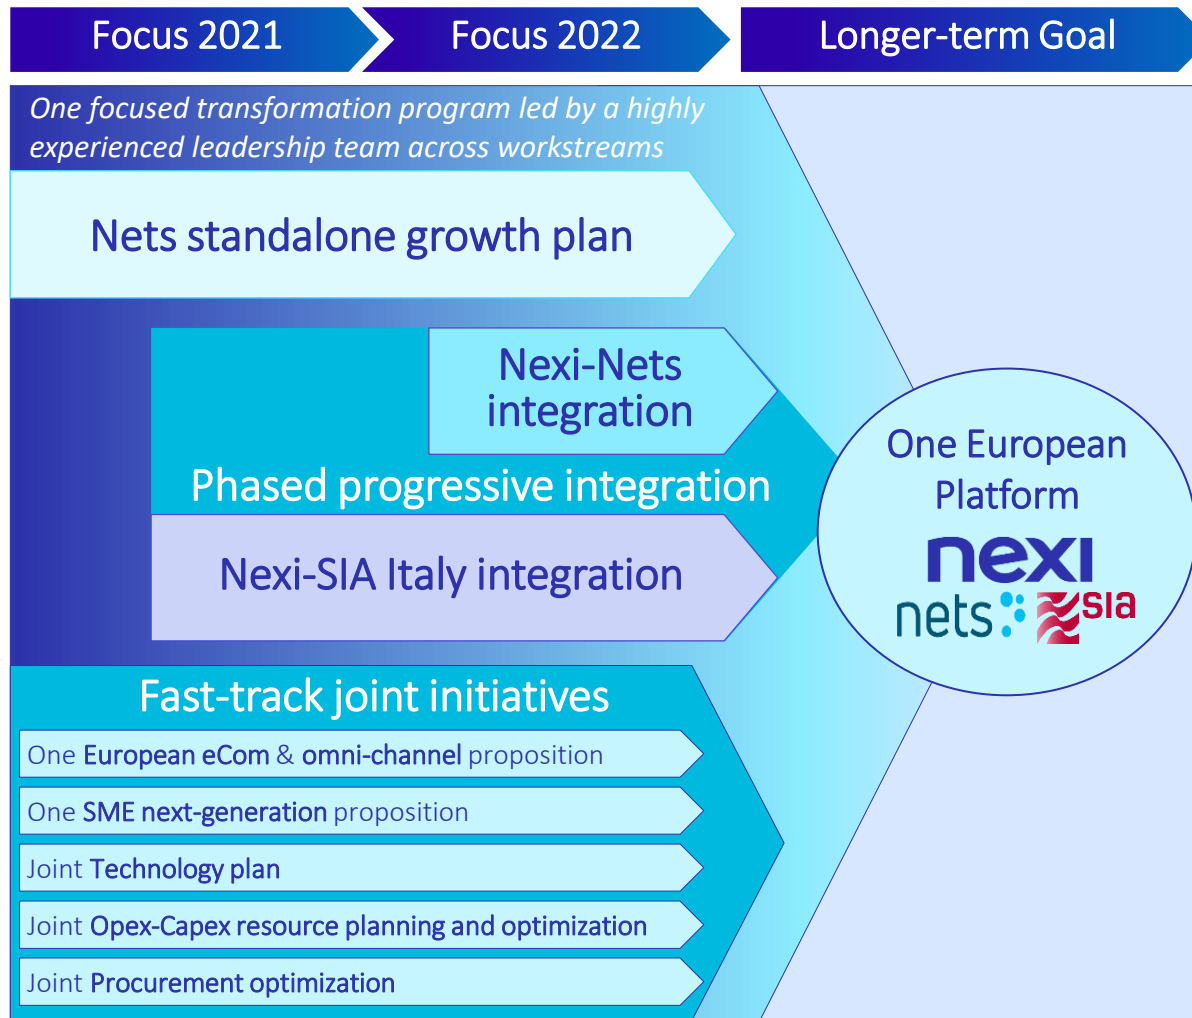 Focus 2021
Focus 2022
Longer-term Goal
One focused transformation program led by a highly
experienced leadership team across workstreams
Nets standalone growth plan
Nexi-Nets
integration
Phased progressive integration
Nexi-SIA Italy integration
One European
Platform
nexi
nets
sia
Fast-track joint initiatives
One European eCom & omni-channel proposition
One SME next-generation proposition
Joint Technology plan
Joint Opex-Capex resource planning and optimization
Joint Procurement optimization